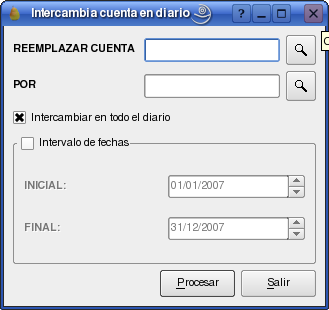 Intercambia cuenta en diario
REEMPLAZAR CUENTA
POR
Intercambiar en todo el diario
Intervalo de fechas
INICIAL:
01/01/2007
FINAL:
31/12/2007
Procesar
Salir